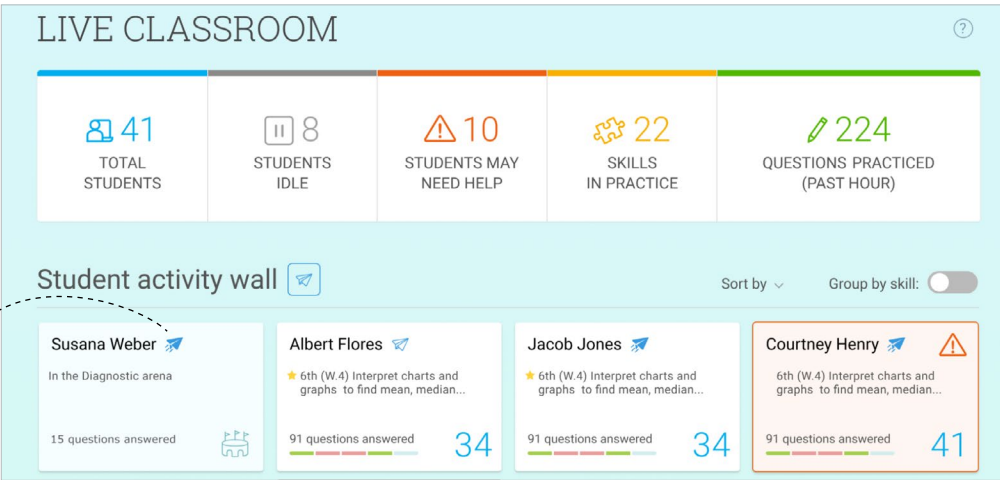 LIVE CLASSROOM
?
41
TOTAL
STUDENTS
8
STUDENTS
IDLE
10
STUDENTS MAY
NEED HELP
22
SKILLS
IN PRACTICE
224
QUESTIONS PRACTICED
(PAST HOUR)
Student activity wall
Sort by
Group by skill:
Susana Weber
In the Diagnostic arena
15 questions answered
Albert Flores
6th (W.4) Interpret charts and
graphs to find mean, median...
91 questions answered
34
Jacob Jones
6th (W.4) Interpret charts and
graphs to find mean, median...
91 questions answered
34
Courtney Henry
6th (W.4) Interpret charts and
graphs to find mean, median...
91 questions answered
41